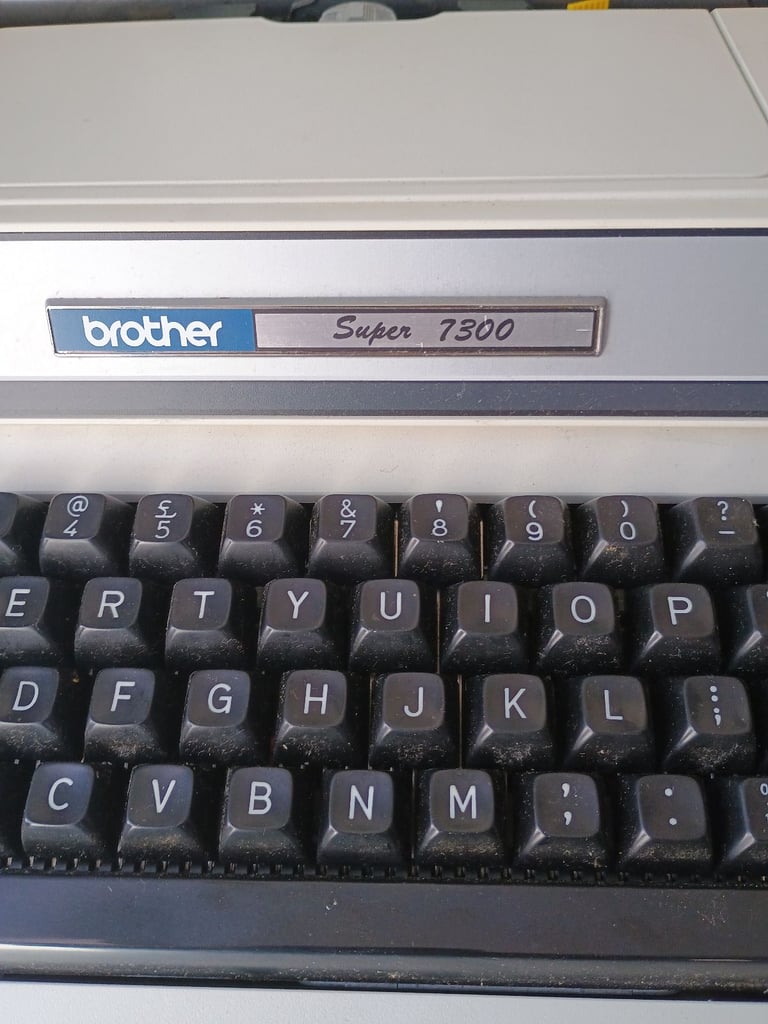 brother Super 7300
@ £ * & ' ( ) ?
4 5 6 7 8 9 0 _
E R T Y U I O P
D F G H J K L :
;
C V B N M , .
, .